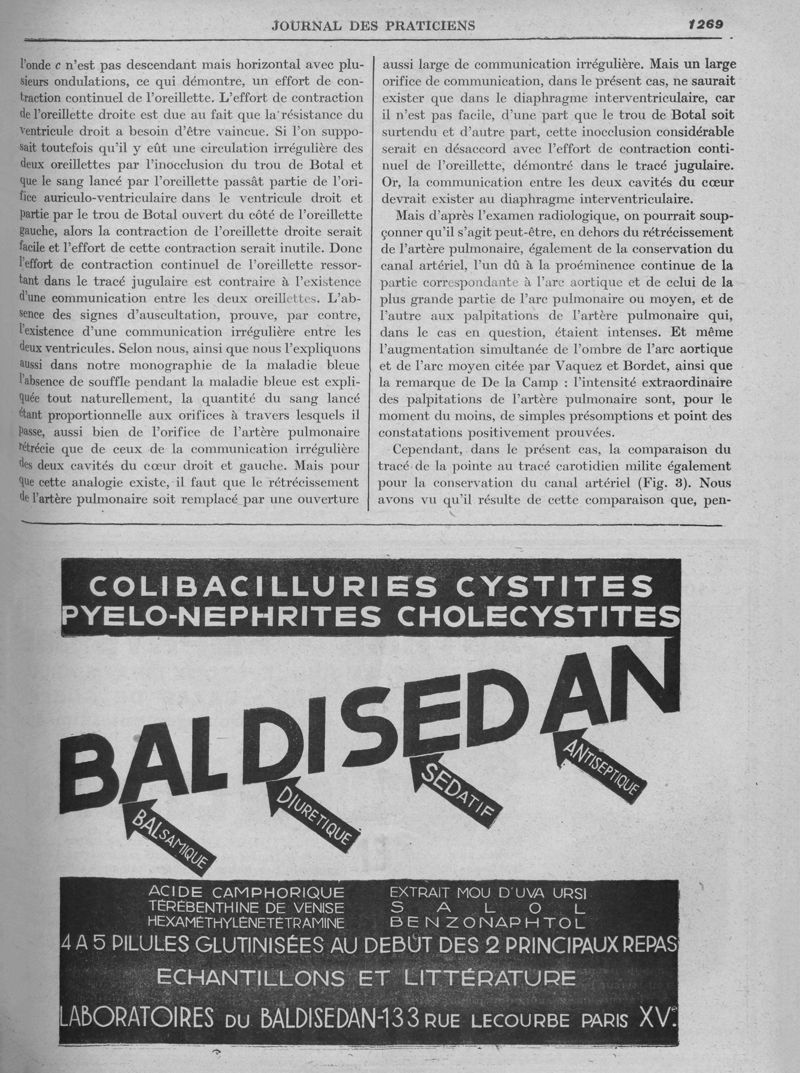 JOURNAL DES PRATICIENS
1269
l'onde c n'est pas descendant mais horizontal avec plu-
sieurs ondulations, ce qui démontre, un effort de con-
traction continuel de l'oreillette. L'effort de contraction
de l'oreillette droite est due au fait que la résistance du
ventricule droit a besoin d'être vaincue. Si l'on suppo-
sait toutefois qu'il y eût une circulation irrégulière des
deux oreillettes par l'inocclusion du trou de Botal et
que le sang lancé par l'oreillette passât partie de l'ori-
fice auriculo-ventriculaire dans le ventricule droit et
partie par le trou de Botal ouvert du côté de l'oreillette
gauche, alors la contraction de l'oreillette droite serait
facile et l'effort de cette contraction serait inutile. Donc
l'effort de contraction continuel de l'oreillette ressor-
tant dans le tracé jugulaire est contraire à l'existence
d'une communication entre les deux oreillettes. L'ab-
sence des signes d'auscultation, prouve, par contre,
l'existence d'une communication irrégulière entre les
deux ventricules. Selon nous, ainsi que nous l'expliquons
aussi dans notre monographie de la maladie bleue
l'absence de souffle pendant la maladie bleue est expli-
quée tout naturellement, la quantité du sang lancé
étant proportionnelle aux orifices à travers lesquels il
passe, aussi bien de l'orifice de l'artère pulmonaire
rétrécie que de ceux de la communication irrégulière
des deux cavités du cœur droit et gauche. Mais pour
que cette analogie existe, il faut que le rétrécissement
de l'artère pulmonaire soit remplacé par une ouverture
aussi large de communication irrégulière. Mais un large
orifice de communication, dans le présent cas, ne saurait
exister que dans le diaphragme interventriculaire, car
il n'est pas facile, d'une part que le trou de Botal soit
surtendu et d'autre part, cette inocclusion considérable
serait en désaccord avec l'effort de contraction conti-
nuel de l'oreillette, démontré dans le tracé jugulaire.
Or, la communication entre les deux cavités du cœur
devrait exister au diaphragme interventriculaire.
Mais d'après l'examen radiologique, on pourrait soup-
çonner qu'il s'agit peut-être, en dehors du rétrécissement
de l'artère pulmonaire, également de la conservation du
canal artériel, l'un dû à la proéminence continue de la
partie correspondante à l'arc aortique et de celui de la
plus grande partie de l'arc pulmonaire ou moyen, et de
l'autre aux palpitations de l'artère pulmonaire qui,
dans le cas en question, étaient intenses. Et même
l'augmentation simultanée de l'ombre de l'arc aortique
et de l'arc moyen citée par Vaquez et Bordet, ainsi que
la remarque de De la Camp : l'intensité extraordinaire
des palpitations de l'artère pulmonaire sont, pour le
moment du moins, de simples présomptions et point des
constatations positivement prouvées.
Cependant, dans le présent cas, la comparaison du
tracé de la pointe au tracé carotidien milite également
pour la conservation du canal artériel (Fig. 3). Nous
avons vu qu'il résulte de cette comparaison que, pen-
COLIBACILLURIES CYSTITES
PYELO-NEPHRITES CHOLECYSTITES
BALDISEDAN
BALSAMIQUE
DIURETIQUE
SEDATIF
ANTISEPTIQUE
ACIDE CAMPHORIQUE
TÉRÉBENTHINE DE VENISE
HEXAMÉTHYLÈNETÉTRAMINE
EXTRAIT MOU D'UVA URSI
SALOL
BENZONAPHTOL
4 A 5 PILULES GLUTINISÉES AU DEBUT DES 2 PRINCIPAUX REPAS
ECHANTILLONS ET LITTÉRATURE
LABORATOIRES DU BALDISEDAN-133 RUE LECOURBE PARIS XVe.